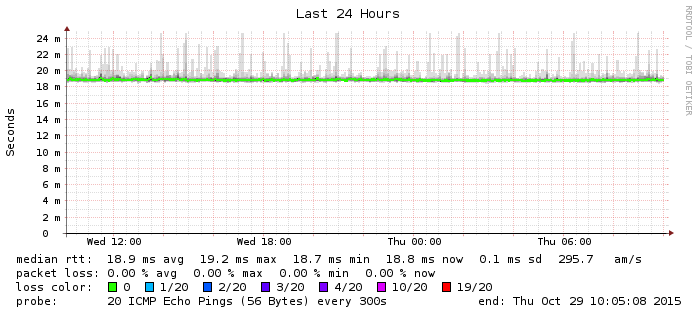 Last 24 Hours
RRDTOOL / TOBI OETIKER
Seconds
24 m
22 m
20 m
18 m
16 m
14 m
12 m
10 m
8 m
6 m
4 m
2 m
0
Wed 12:00 Wed 18:00 Thu 00:00 Thu 06:00
median rtt: 18.9 ms avg 19.2 ms max 18.7 ms min 18.8 ms now 0.1 ms sd 295.7 am/s
packet loss: 0.00 % avg 0.00 % max 0.00 % min 0.00 % now
loss color: 0 1/20 2/20 3/20 4/20 10/20 19/20
probe: 20 ICMP Echo Pings (56 Bytes) every 300s end: Thu Oct 29 10:05:08 2015